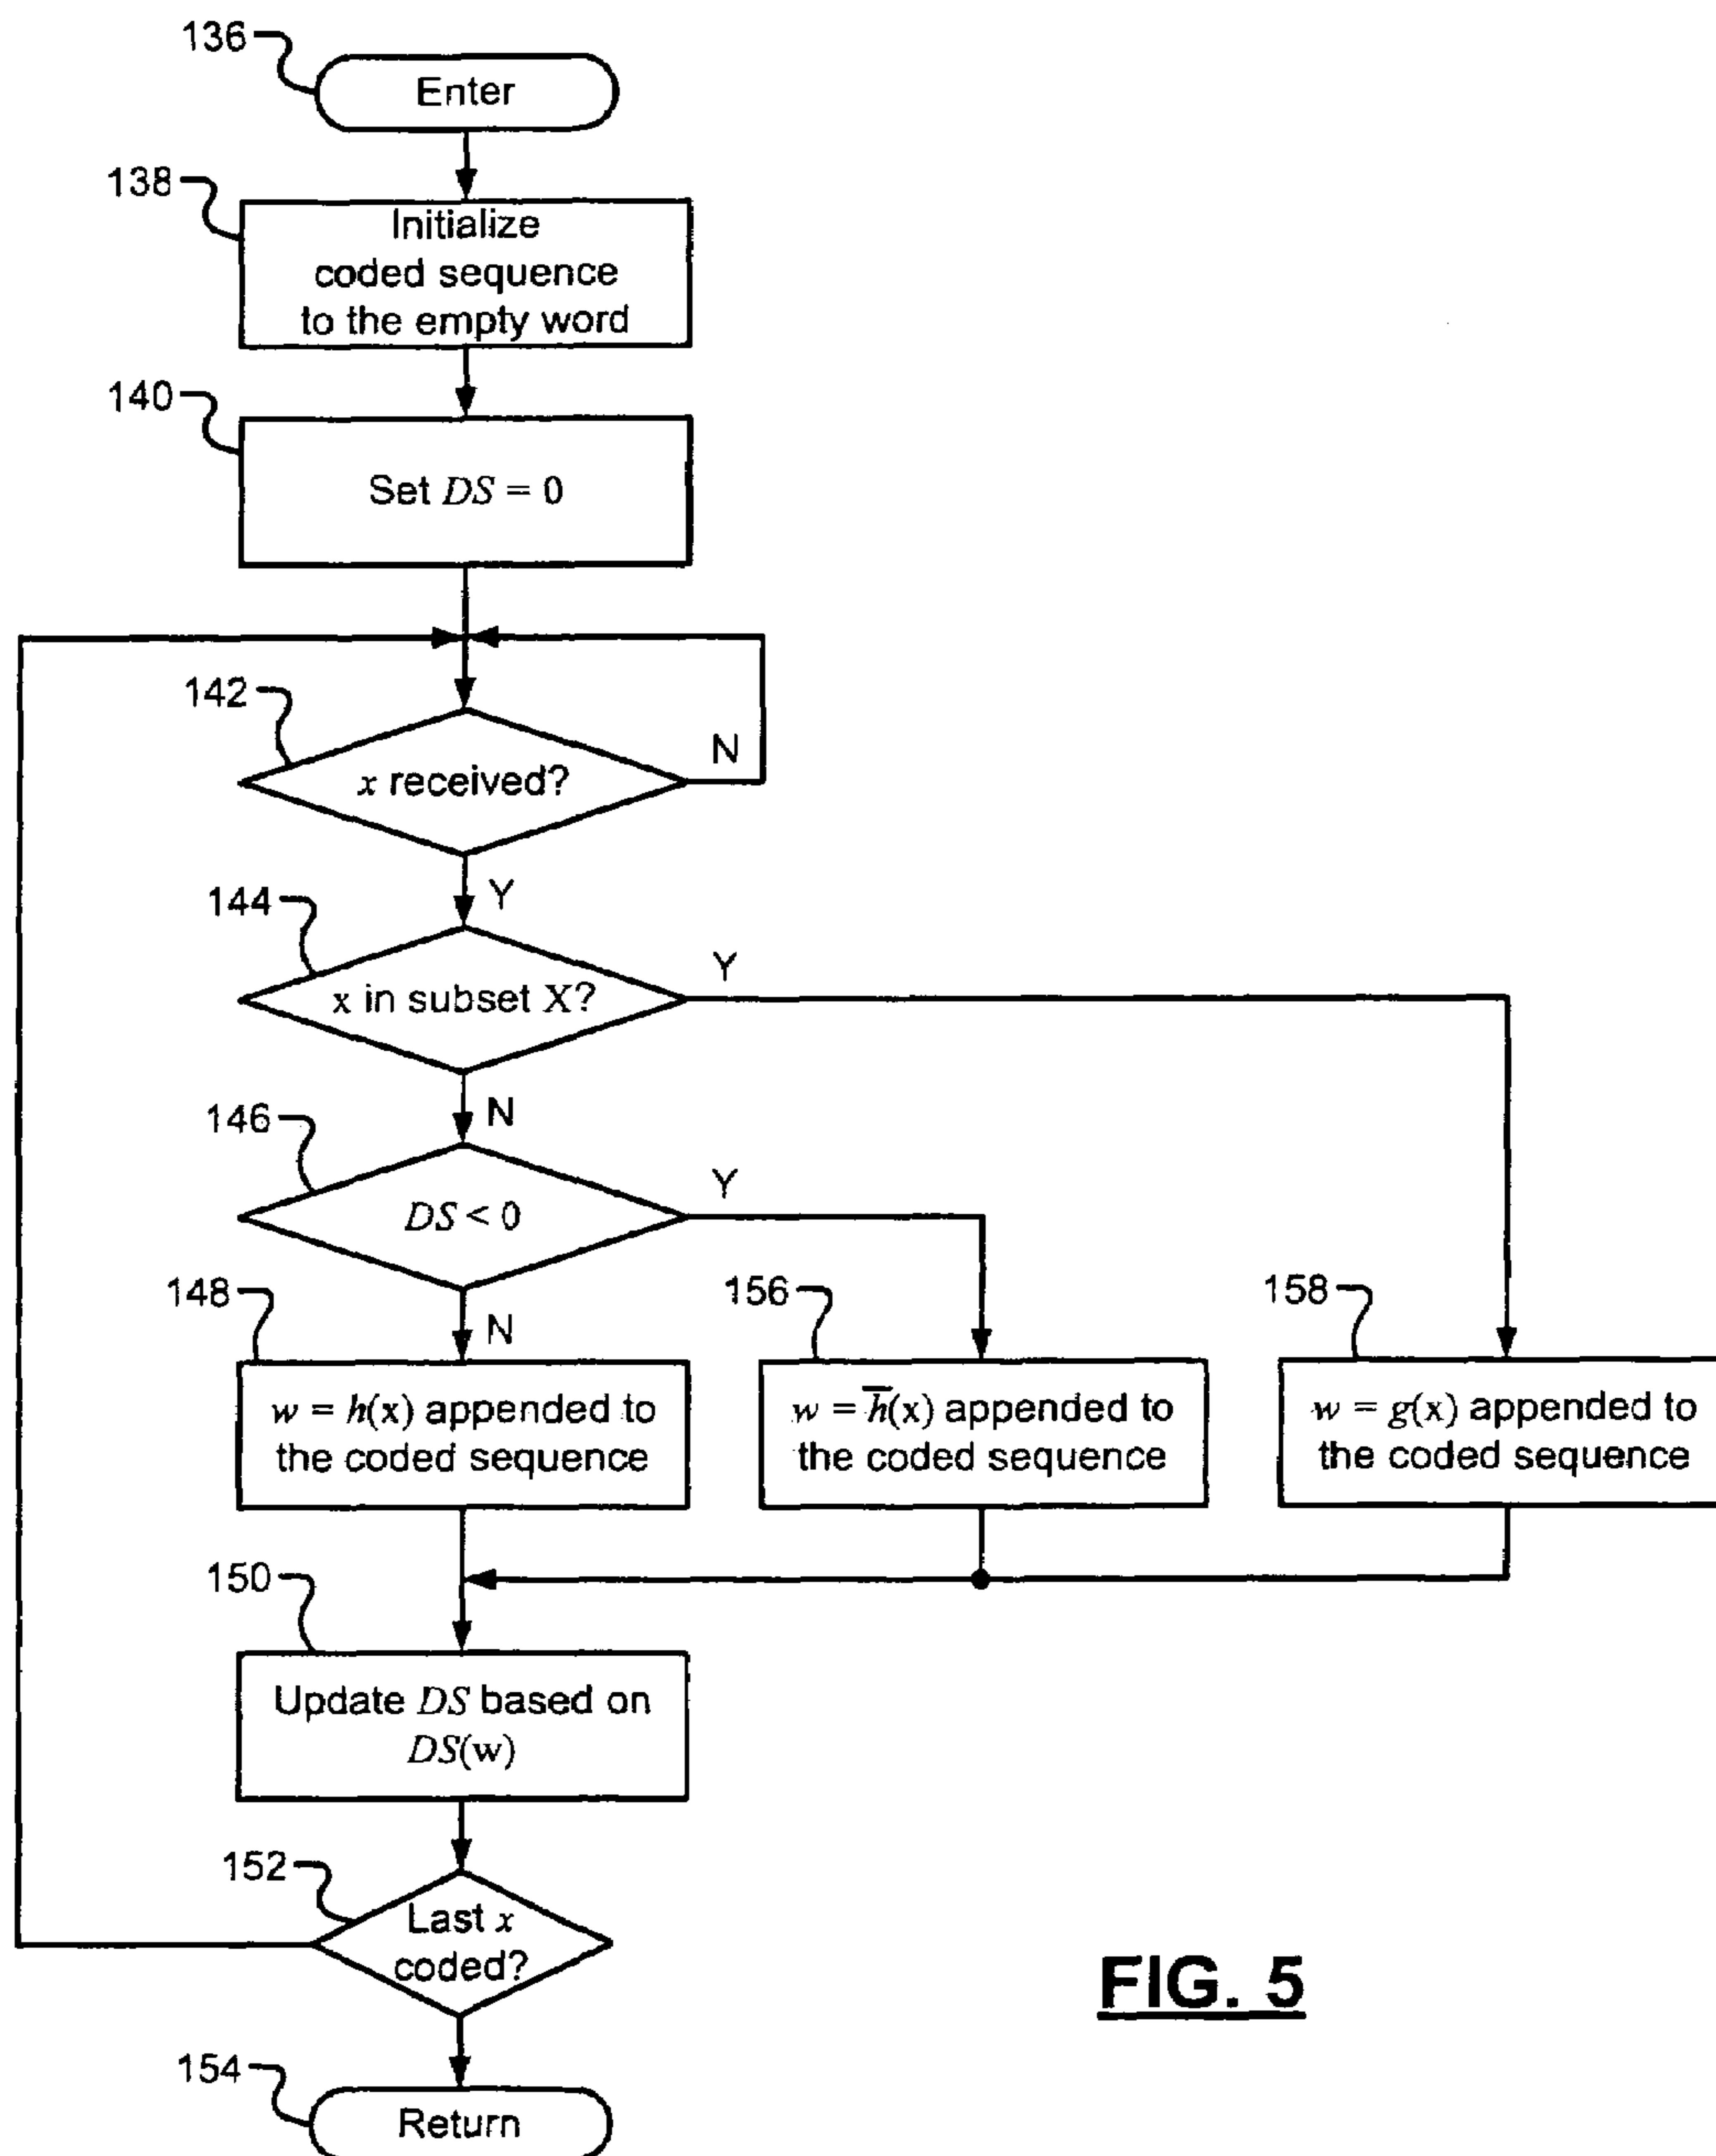 136
Enter
138
Initialize
coded sequence
to the empty word
140
Set DS = 0
142
x received?
N
Y
144
x in subset X?
Y
N
146
DS < 0
Y
N
148
w = h(x) appended to
the coded sequence
156
w = h̅(x) appended to
the coded sequence
158
w = g(x) appended to
the coded sequence
150
Update DS based on
DS(w)
152
Last x
coded?
154
Return
FIG. 5